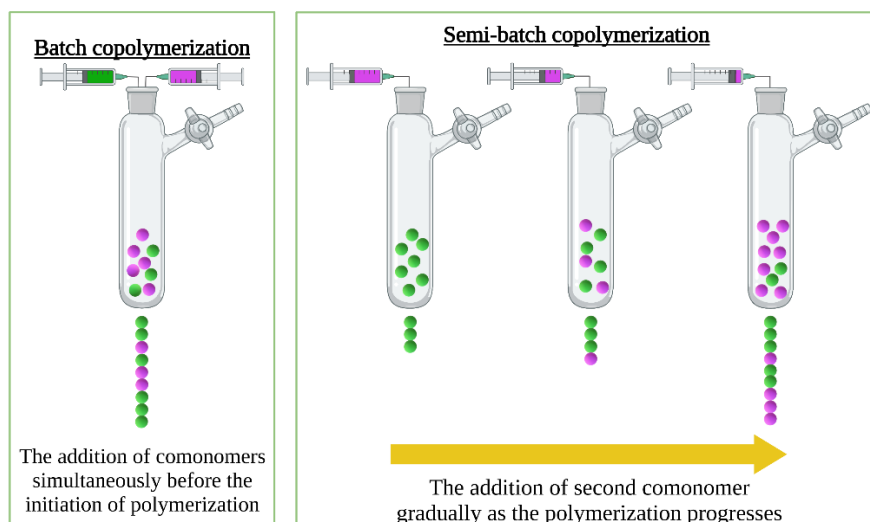 Batch copolymerization
The addition of comonomers
simultaneously before the
initiation of polymerization
Semi-batch copolymerization
The addition of second comonomer
gradually as the polymerization progresses